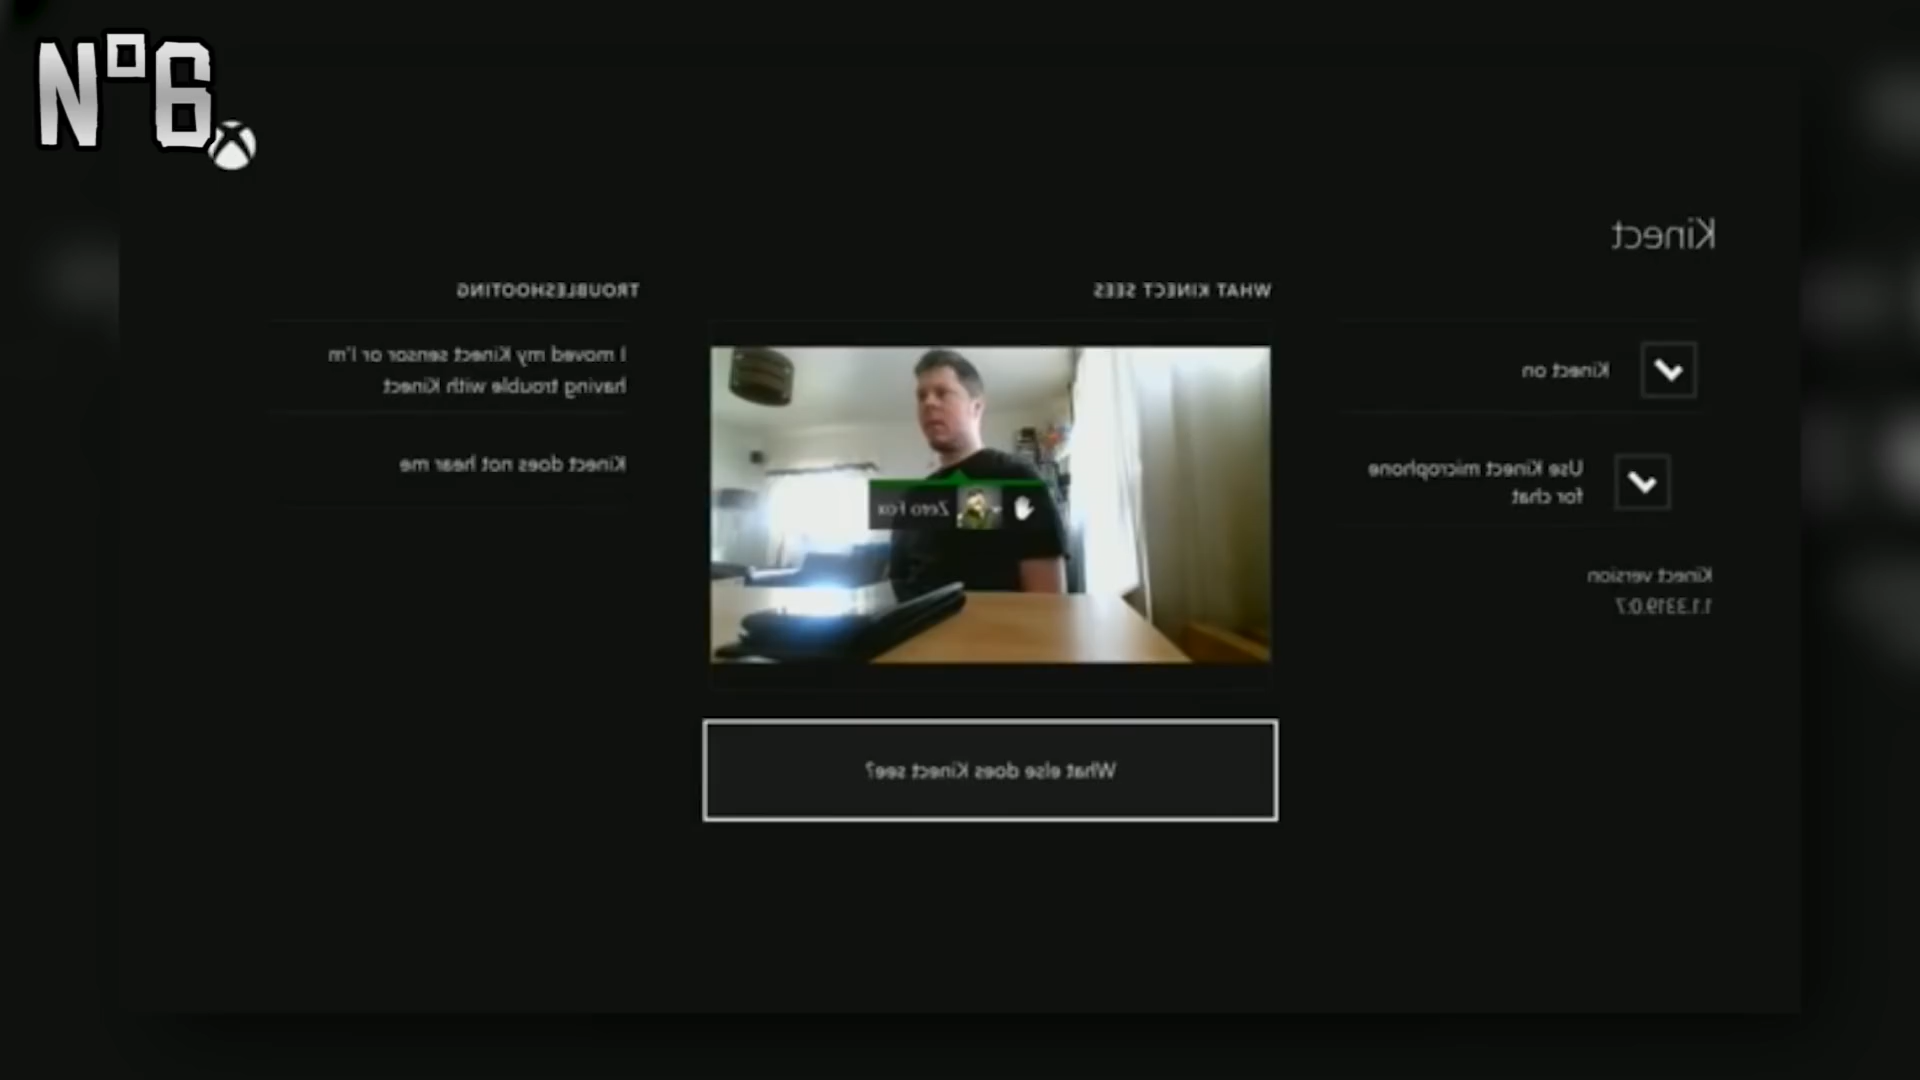 N°6
Kinect
WHAT KINECT SEES
TROUBLESHOOTING
Kinect on
Use Kinect microphone
for chat
Kinect version
1.1.3319.0:7
Zero Fox
What else does Kinect see?
I moved my Kinect sensor or I'm
having trouble with Kinect
Kinect does not hear me